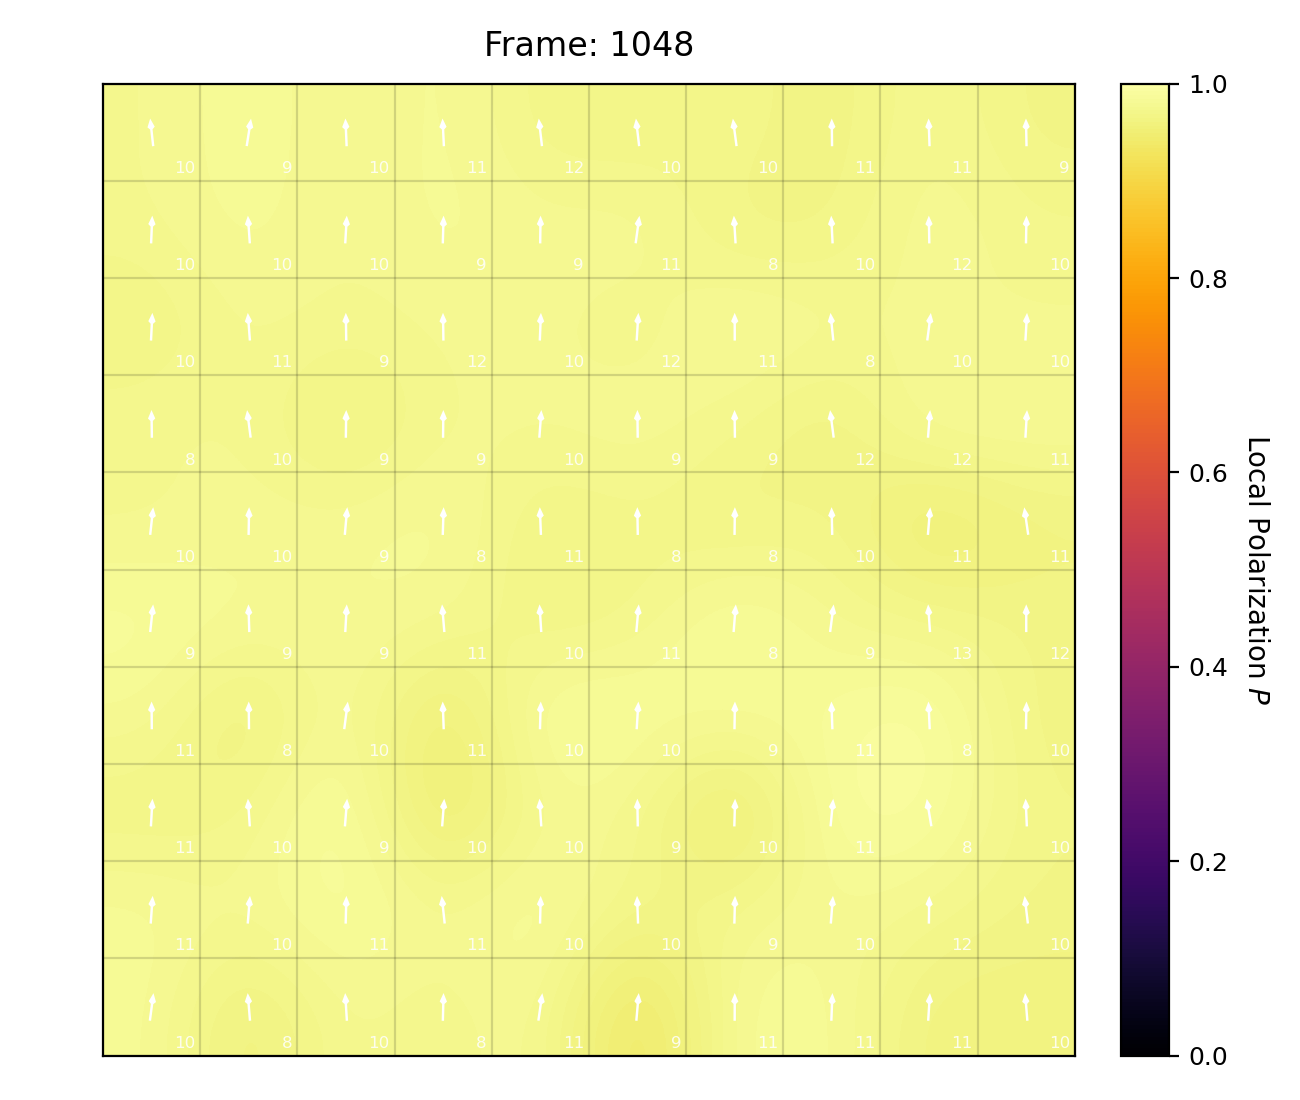 Frame: 1048
10 9 10 11 12 10 10 11 11 9
10 10 10 9 9 11 8 10 12 10
10 11 9 12 10 12 11 8 10 10
8 10 9 9 10 9 9 12 12 11
10 10 9 8 11 8 8 10 11 11
9 9 9 11 10 11 8 9 13 12
11 8 10 11 10 10 9 11 8 10
11 10 9 10 10 9 10 11 8 10
11 10 11 11 10 10 9 10 12 10
10 8 10 8 11 9 11 11 11 10
1.0
0.8
0.6
0.4
0.2
0.0
Local Polarization P